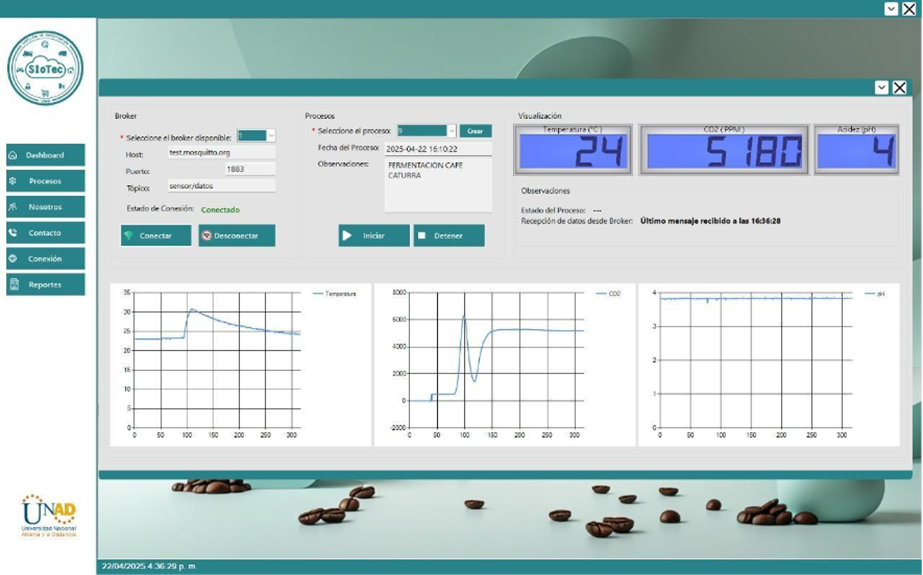 SIoTeC
Dashboard
Procesos
Nosotros
Contacto
Conexión
Reportes
UNAD
Universidad Nacional
Abierta y a Distancia
Broker
* Seleccione el broker disponible: 1
Host: test.mosquitto.org
Puerto: 1883
Tópico: sensor/datos
Estado de Conexión: Conectado
Conectar
Desconectar
Procesos
* Seleccione el proceso: 9
Crear
Fecha del Proceso: 2025-04-22 16:10:22
Observaciones: FERMENTACION CAFE
CATURRA
Iniciar
Detener
Visualización
Temperatura (°C)
24
CO2 ( PPM )
5180
Acidez (pH)
4
Observaciones
Estado del Proceso: ---
Recepción de datos desde Broker: Último mensaje recibido a las 16:36:28
35
30
25
20
15
10
5
0
0 50 100 150 200 250 300
Temperatura
8000
6000
4000
2000
0
-2000
0 50 100 150 200 250 300
CO2
4
3
2
1
0
0 50 100 150 200 250 300
pH
22/04/2025 4:36:29 p. m.